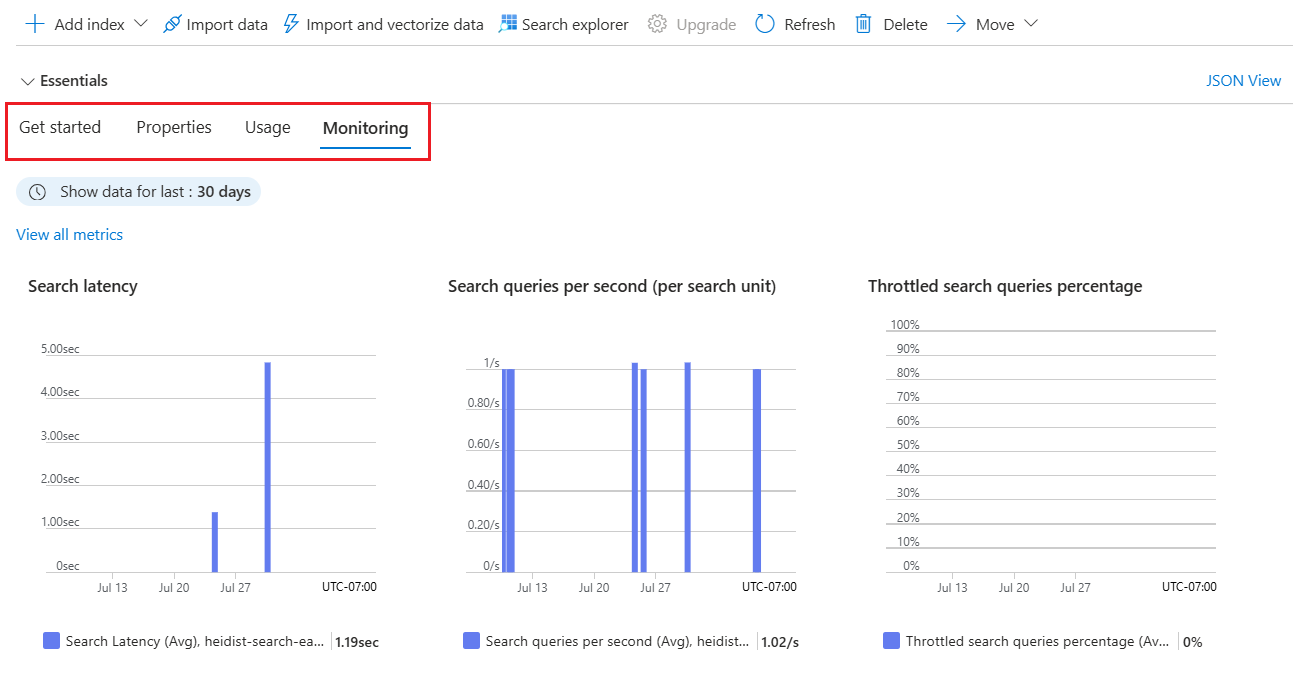 Add index Import data Import and vectorize data Search explorer Upgrade Refresh Delete Move
Essentials JSON View
Get started Properties Usage Monitoring
Show data for last : 30 days
View all metrics
Search latency
5.00sec
4.00sec
3.00sec
2.00sec
1.00sec
0sec
Jul 13 Jul 20 Jul 27 UTC-07:00
Search Latency (Avg), heidist-search-ea... 1.19sec
Search queries per second (per search unit)
1/s
0.80/s
0.60/s
0.40/s
0.20/s
0/s
Jul 13 Jul 20 Jul 27 UTC-07:00
Search queries per second (Avg), heidist... 1.02/s
Throttled search queries percentage
100%
90%
80%
70%
60%
50%
40%
30%
20%
10%
0%
Jul 13 Jul 20 Jul 27 UTC-07:00
Throttled search queries percentage (Av... 0%